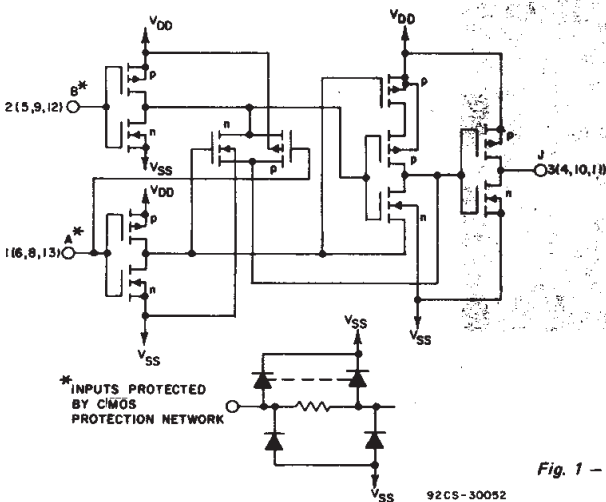 VDD
VDD
p
p
B*
2(5,9,12)
n
n
p
p
p
J
3(4,10,11)
VSS
VDD
n
n
p
A*
1(6,8,13)
n
VSS
VSS
VSS
*INPUTS PROTECTED
BY CMOS
PROTECTION NETWORK
VSS
Fig. 1 –
92CS-30052